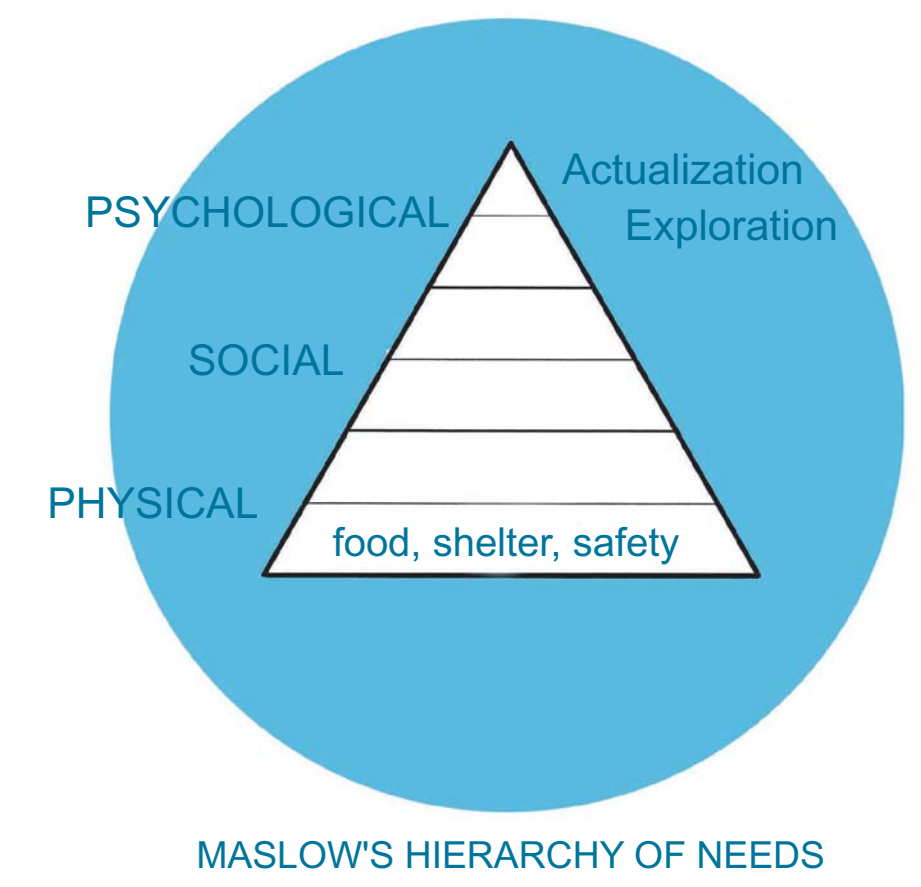 Actualization
PSYCHOLOGICAL
Exploration
SOCIAL
PHYSICAL
food, shelter, safety
MASLOW'S HIERARCHY OF NEEDS